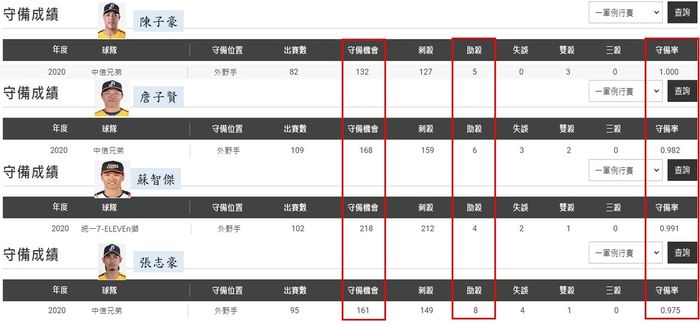 守備成績 陳子豪 一軍例行賽 查詢
年度 球隊 守備位置 出賽數 守備機會 刺殺 助殺 失誤 雙殺 三殺 守備率
2020 中信兄弟 外野手 82 132 127 5 0 3 0 1.000
守備成績 詹子賢 一軍例行賽 查詢
年度 球隊 守備位置 出賽數 守備機會 刺殺 助殺 失誤 雙殺 三殺 守備率
2020 中信兄弟 外野手 109 168 159 6 3 2 0 0.982
守備成績 蘇智傑 一軍例行賽 查詢
年度 球隊 守備位置 出賽數 守備機會 刺殺 助殺 失誤 雙殺 三殺 守備率
2020 統一7-ELEVEn獅 外野手 102 218 212 4 2 1 0 0.991
守備成績 張志豪 一軍例行賽 查詢
年度 球隊 守備位置 出賽數 守備機會 刺殺 助殺 失誤 雙殺 三殺 守備率
2020 中信兄弟 外野手 95 161 149 8 4 1 0 0.975